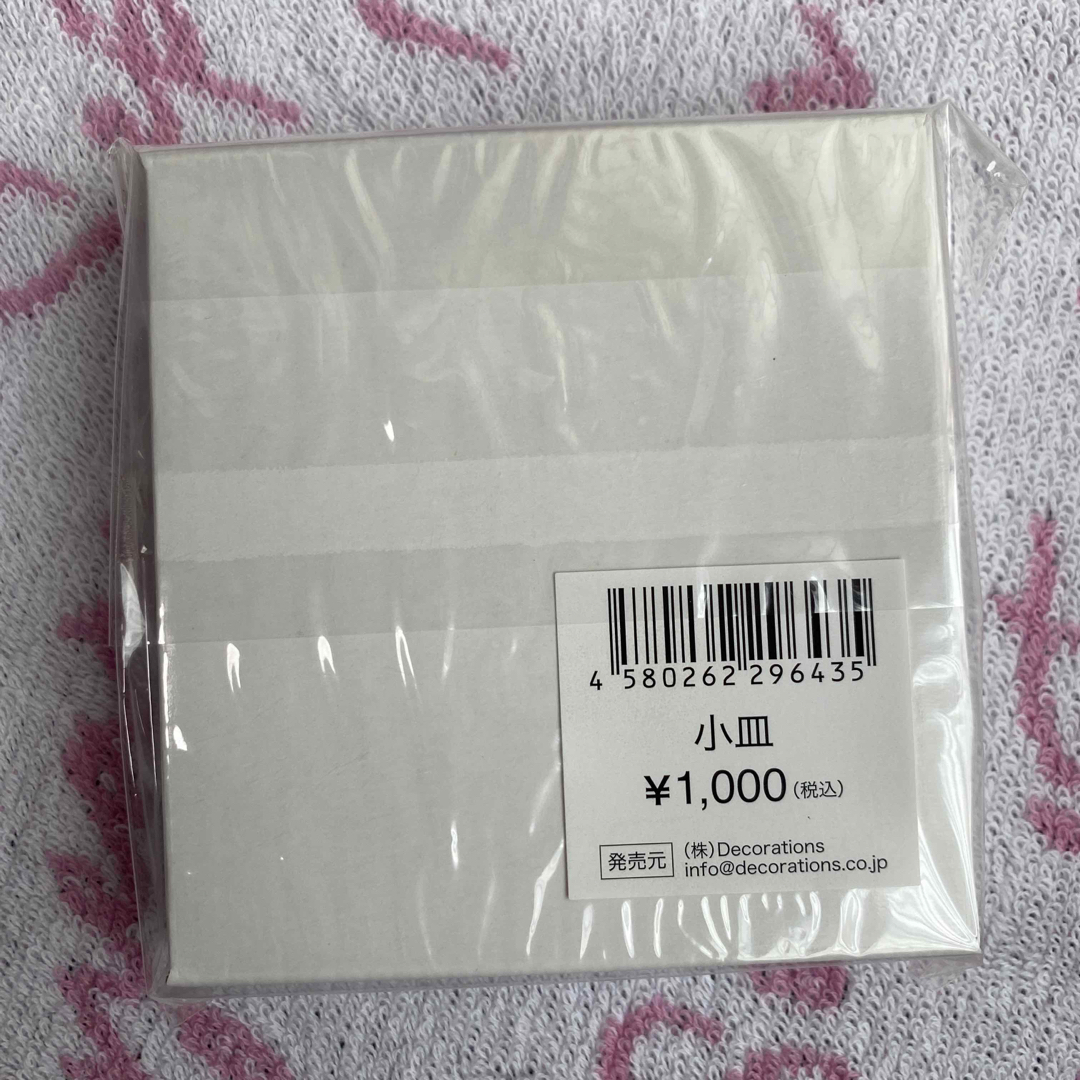 4 580262 296435
小皿
¥1,000(税込)
発売元
(株)Decorations
info@decorations.co.jp